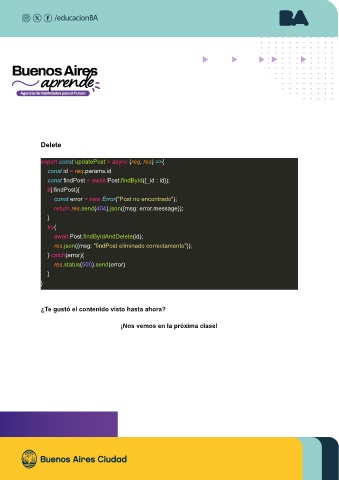 /educacionBA
BA
Buenos Aires
aprende
Agencia de Habilidades para el Futuro
Delete
export const updatePost = async (req, res) =>{
const id = req.params.id
const findPost = await Post.findById({_id : id});
if(!findPost){
const error = new Error("Post no encontrado");
return res.send(404).json({msg: error.message});
}
try{
await Post.findByIdAndDelete(id);
res.json({msg: "findPost eliminado correctamente"});
} catch(error){
res.status(500).send(error)
}
}
¿Te gustó el contenido visto hasta ahora?
¡Nos vemos en la próxima clase!
Buenos Aires Ciudad